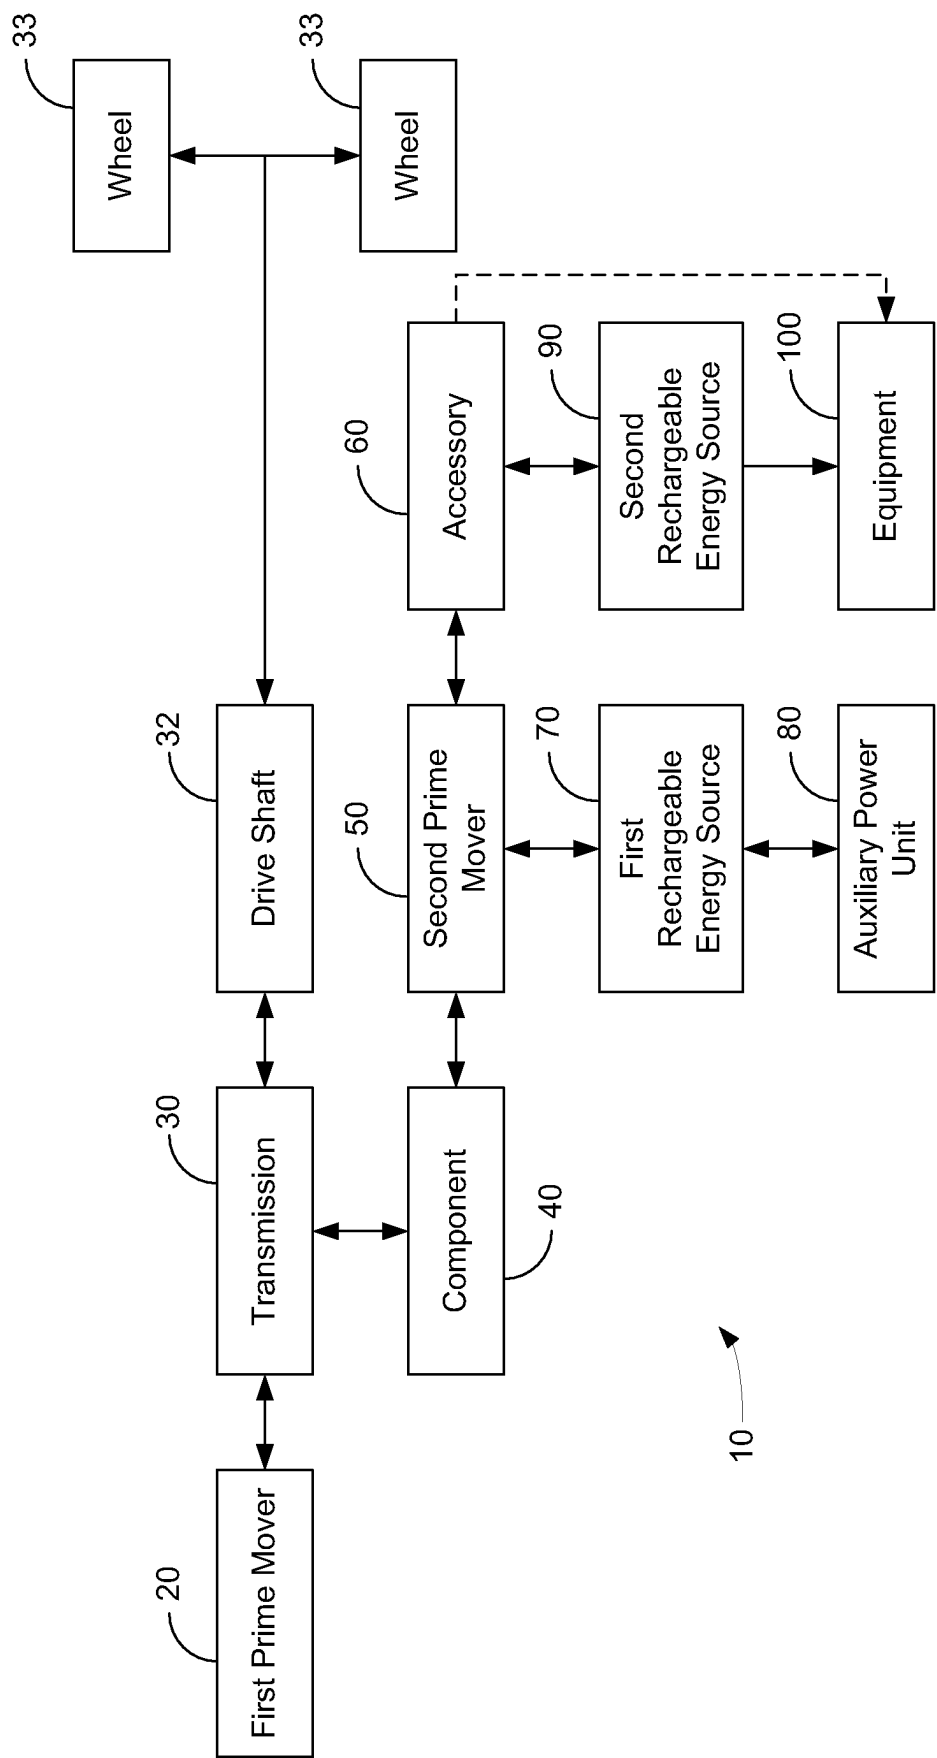 33
Wheel
33
Wheel
20
First Prime Mover
30
Transmission
32
Drive Shaft
40
Component
50
Second Prime
Mover
60
Accessory
70
First
Rechargeable
Energy Source
90
Second
Rechargeable
Energy Source
80
Auxiliary Power
Unit
100
Equipment
10